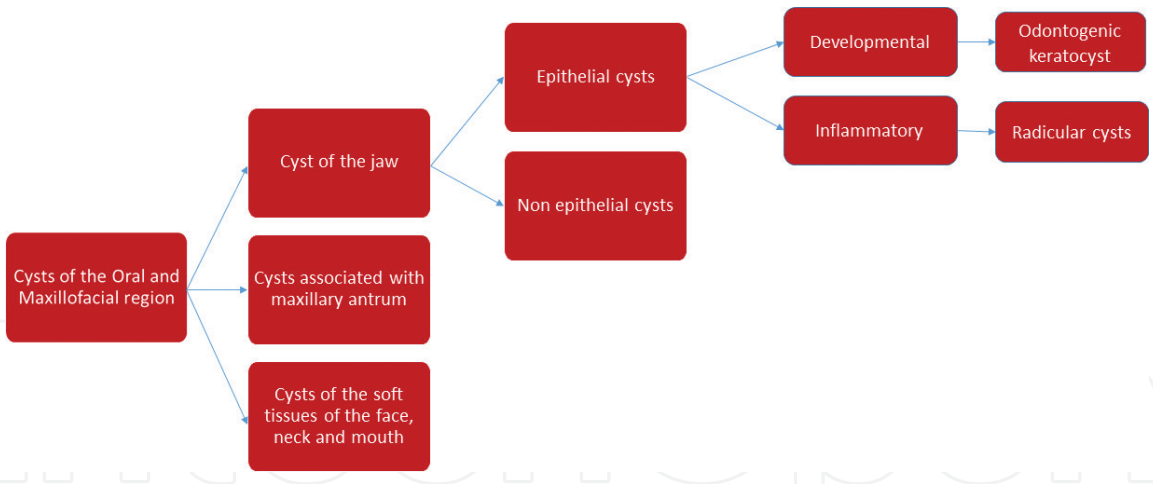 Cysts of the Oral and
Maxillofacial region
Cyst of the jaw
Cysts associated with
maxillary antrum
Cysts of the soft
tissues of the face,
neck and mouth
Epithelial cysts
Non epithelial cysts
Developmental
Inflammatory
Odontogenic
keratocyst
Radicular cysts